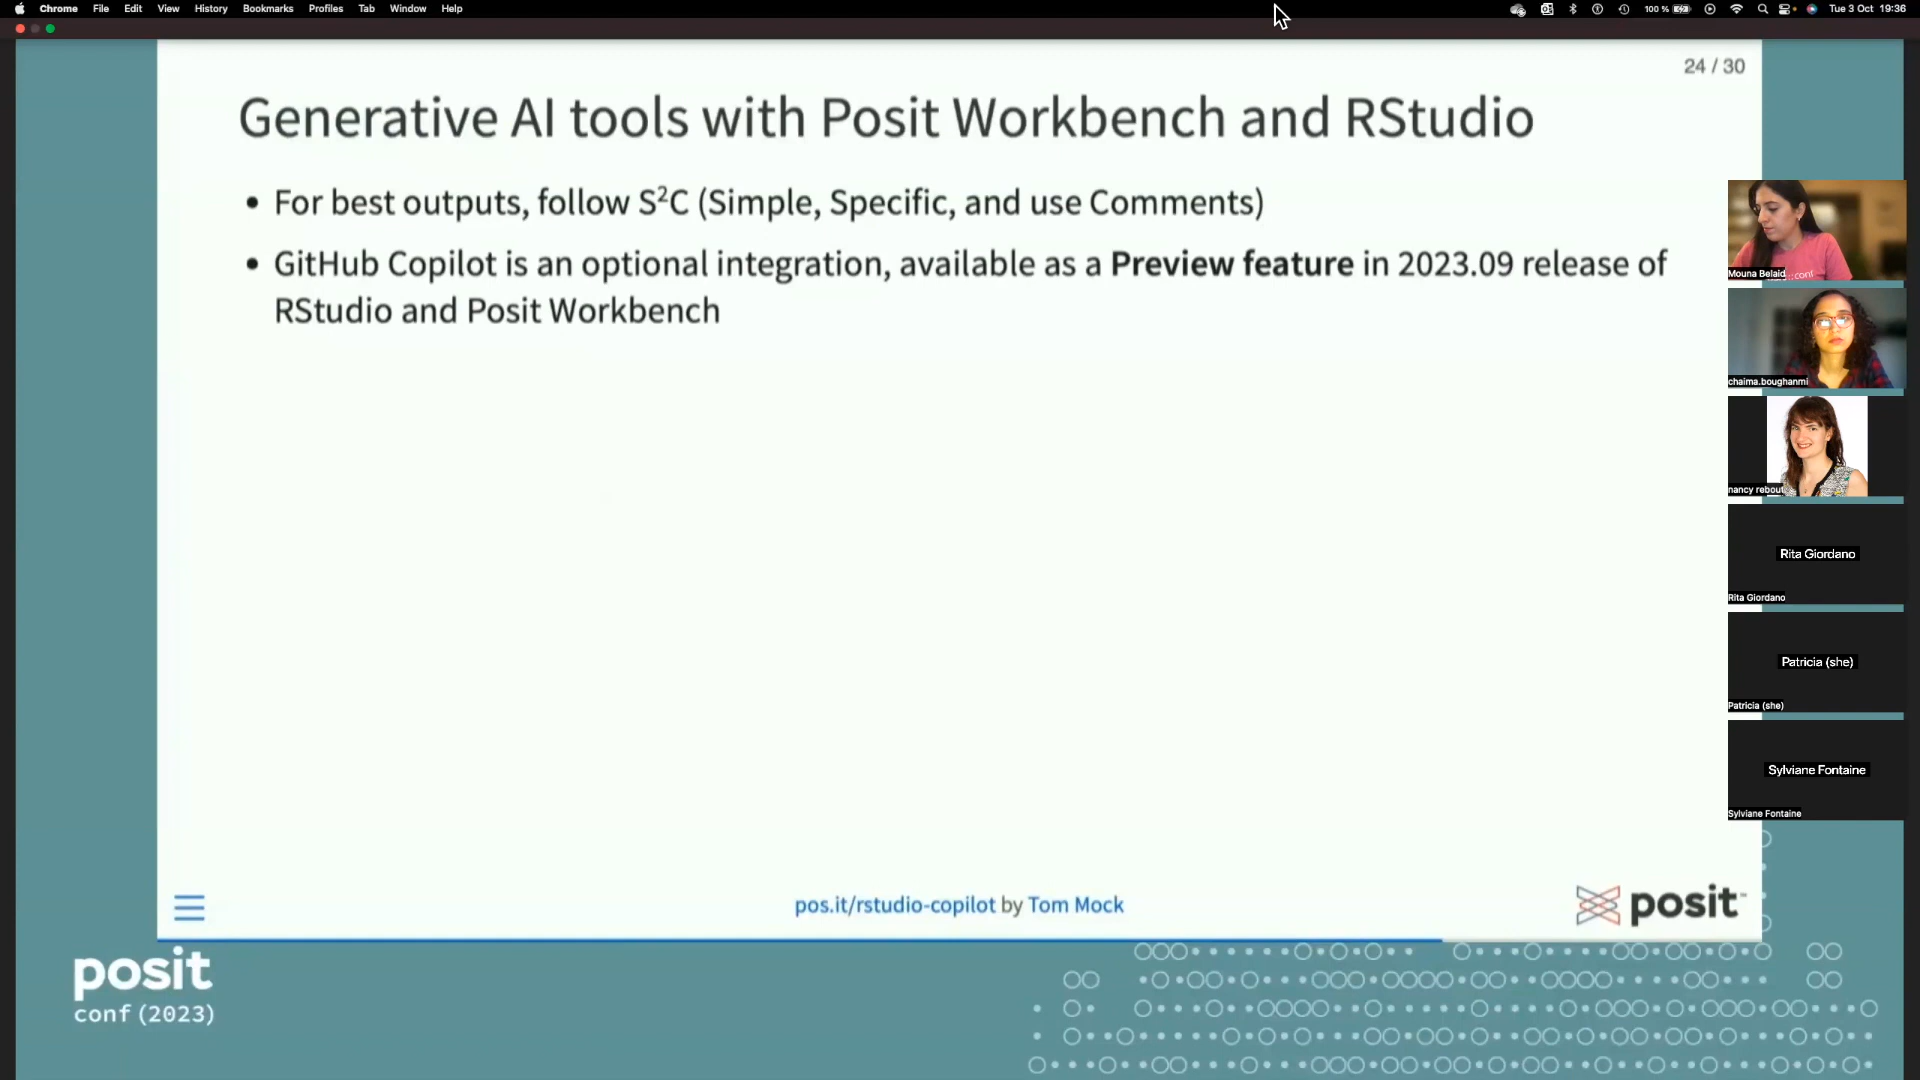 Chrome File Edit View History Bookmarks Profiles Tab Window Help
100 % Tue 3 Oct 19:36
24 / 30
Generative AI tools with Posit Workbench and RStudio
• For best outputs, follow S²C (Simple, Specific, and use Comments)
• GitHub Copilot is an optional integration, available as a Preview feature in 2023.09 release of
RStudio and Posit Workbench
conf
Mouna Belaid
chaima.boughanmi
nancy rebout
Rita Giordano
Rita Giordano
Patricia (she)
Patricia (she)
Sylviane Fontaine
Sylviane Fontaine
pos.it/rstudio-copilot by Tom Mock
posit™
posit
conf (2023)